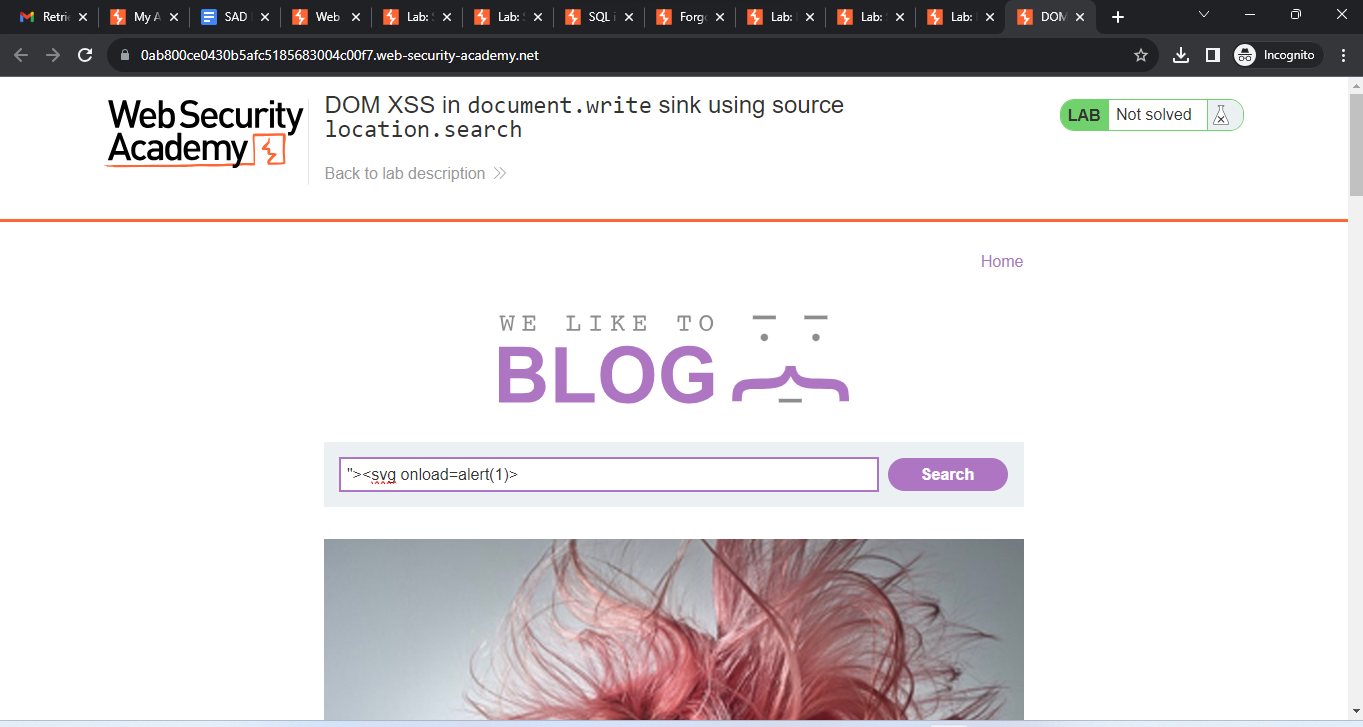 Retri
My A
SAD
Web
Lab:
Lab:
SQL i
Forgo
Lab:
Lab:
Lab:
DOM
0ab800ce0430b5afc5185683004c00f7.web-security-academy.net
Incognito
Web Security
Academy
DOM XSS in document.write sink using source
location.search
Back to lab description
LAB Not solved
Home
WE LIKE TO
BLOG
"><svg onload=alert(1)>
Search